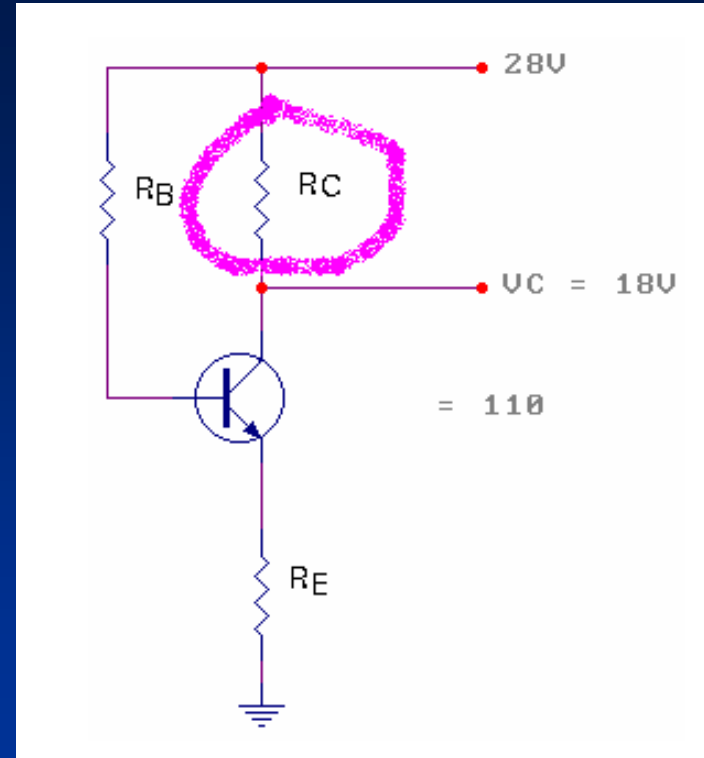 28V
RB RC
VC = 18V
= 110
RE